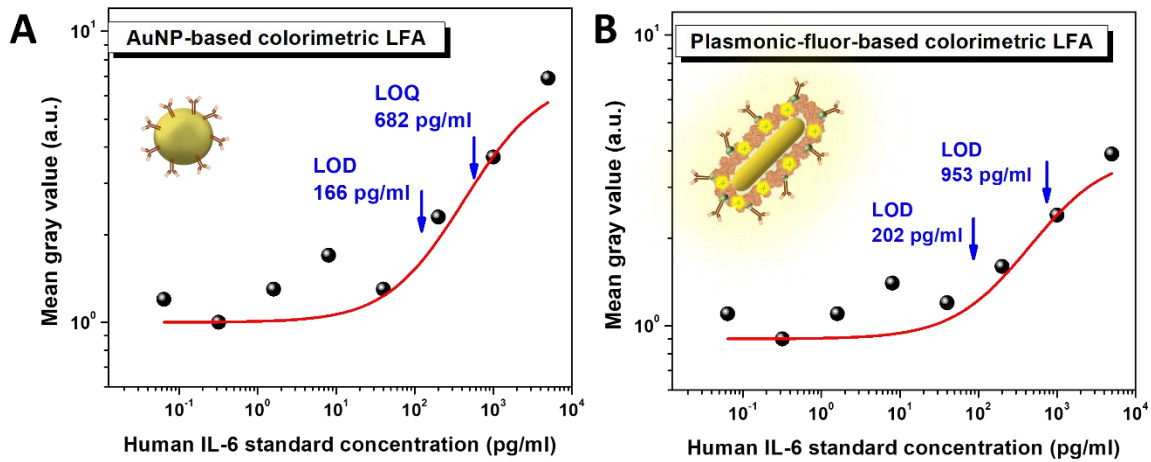 A
AuNP-based colorimetric LFA
10¹
10⁰
Mean gray value (a.u.)
LOQ
682 pg/ml
LOD
166 pg/ml
10⁻¹ 10⁰ 10¹ 10² 10³ 10⁴
Human IL-6 standard concentration (pg/ml)
B
Plasmonic-fluor-based colorimetric LFA
10¹
10⁰
Mean gray value (a.u.)
LOD
953 pg/ml
LOD
202 pg/ml
10⁻¹ 10⁰ 10¹ 10² 10³ 10⁴
Human IL-6 standard concentration (pg/ml)